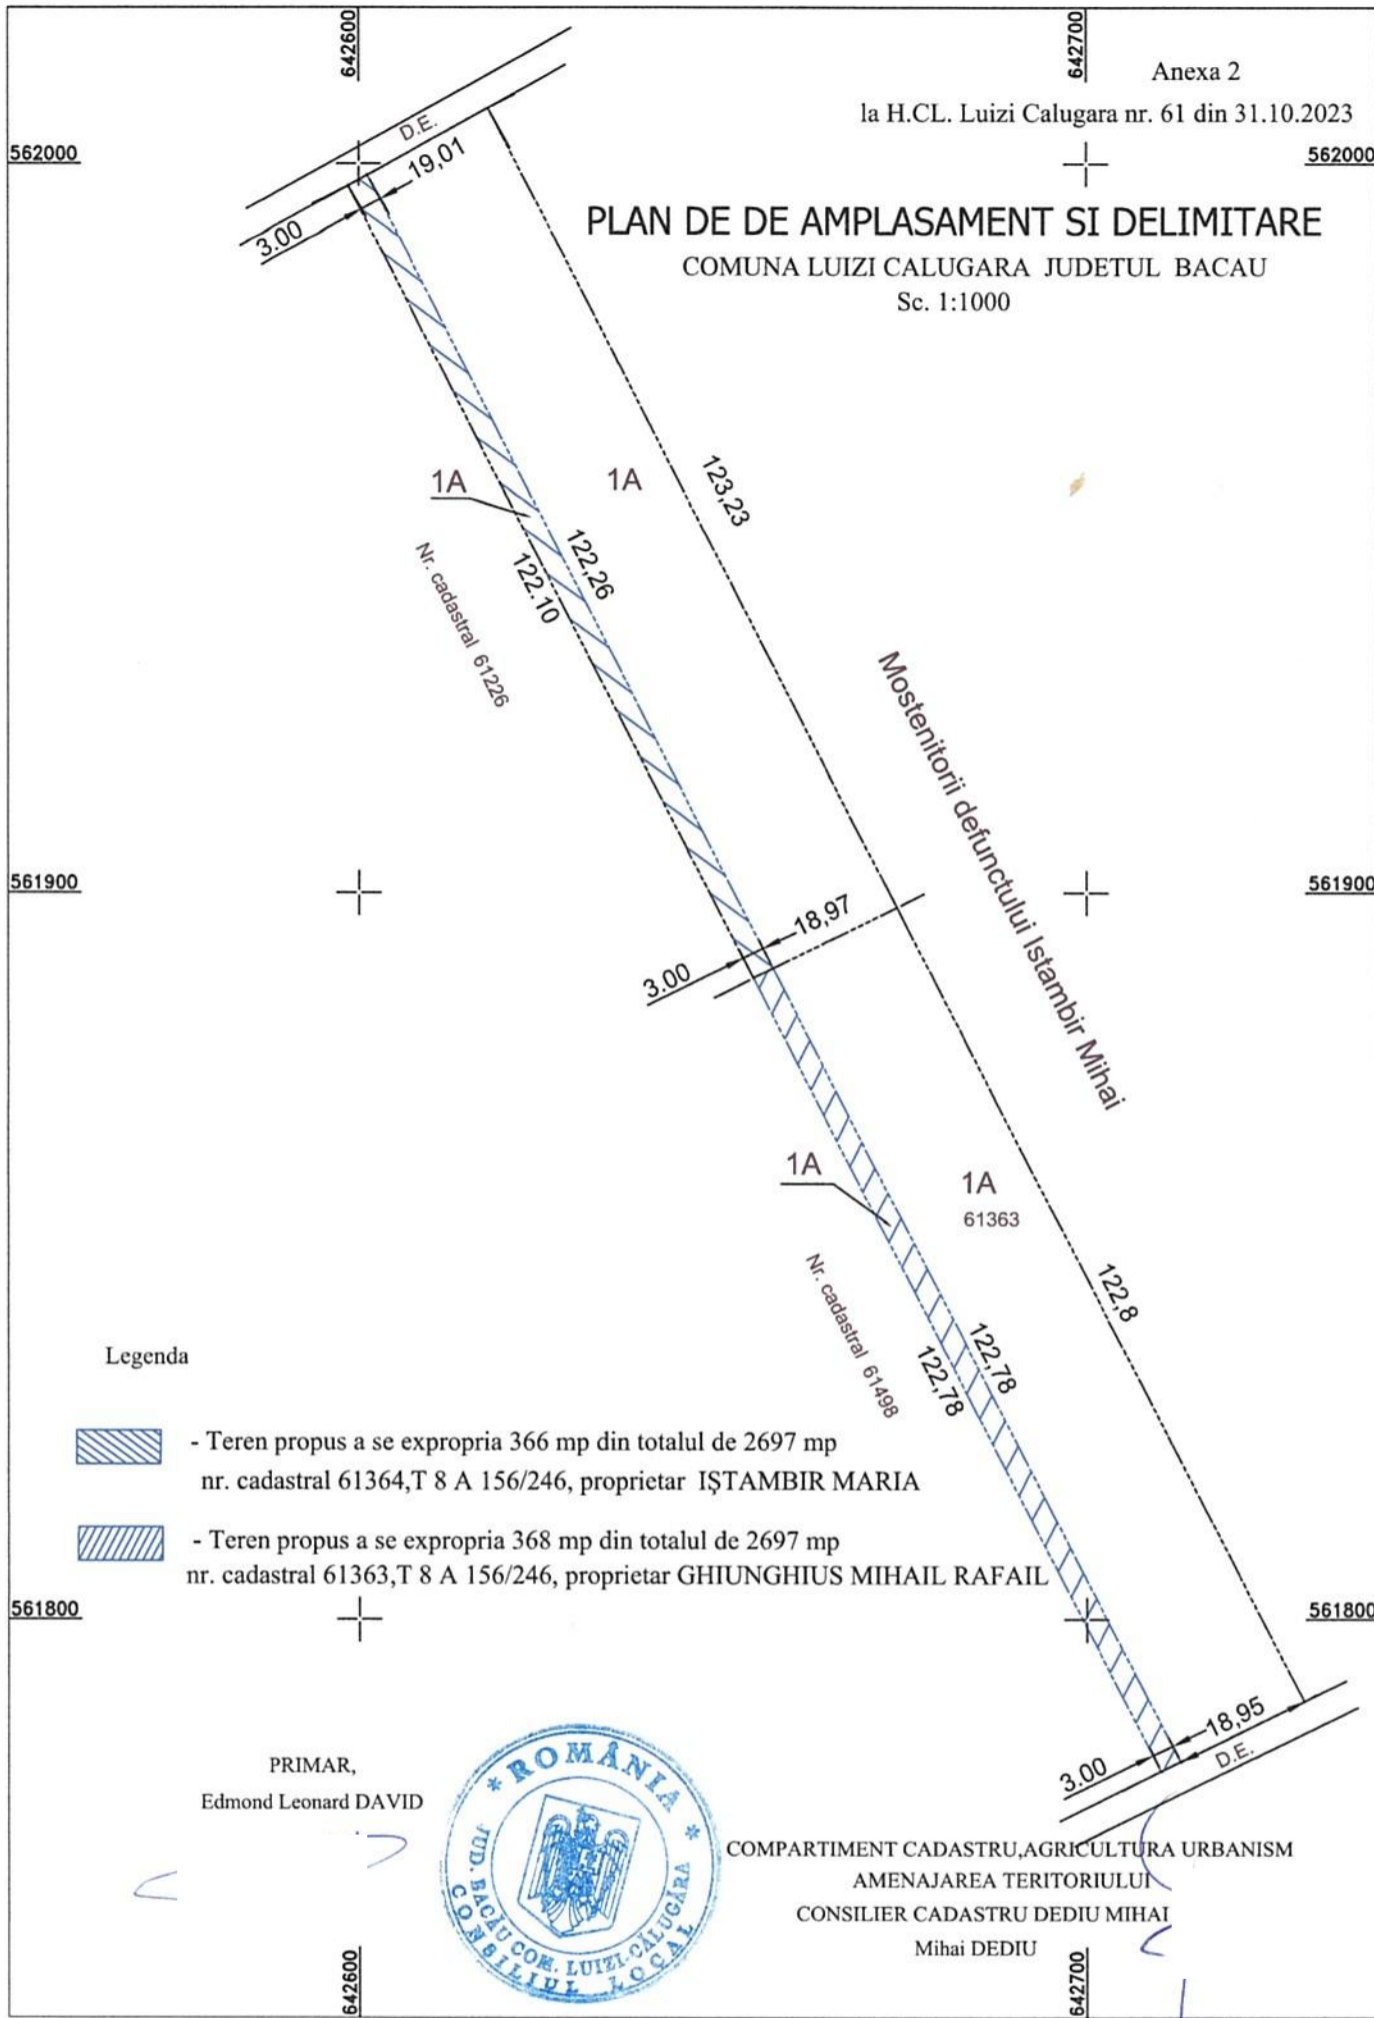 642600
642700
Anexa 2
la H.CL. Luizi Calugara nr. 61 din 31.10.2023
D.E.
562000
562000
19,01
3.00
PLAN DE DE AMPLASAMENT SI DELIMITARE
COMUNA LUIZI CALUGARA JUDETUL BACAU
Sc. 1:1000
1A
1A
123,23
122,26
122.10
Nr. cadastral 61226
Mostenitorii defunctului Istambir Mihai
561900
561900
18,97
3.00
1A
1A
61363
Nr. cadastral 61498
122,8
122,78
122,78
Legenda
- Teren propus a se expropria 366 mp din totalul de 2697 mp
nr. cadastral 61364,T 8 A 156/246, proprietar IŞTAMBIR MARIA
- Teren propus a se expropria 368 mp din totalul de 2697 mp
nr. cadastral 61363,T 8 A 156/246, proprietar GHIUNGHIUS MIHAIL RAFAIL
561800
561800
18,95
3.00
D.E.
PRIMAR,
Edmond Leonard DAVID
* ROMÂNIA *
JUD. BACĂU COM. LUIZI-CĂLUGĂRA
CONSILIUL LOCAL
COMPARTIMENT CADASTRU,AGRICULTURA URBANISM
AMENAJAREA TERITORIULUI
CONSILIER CADASTRU DEDIU MIHAI
Mihai DEDIU
642600
642700